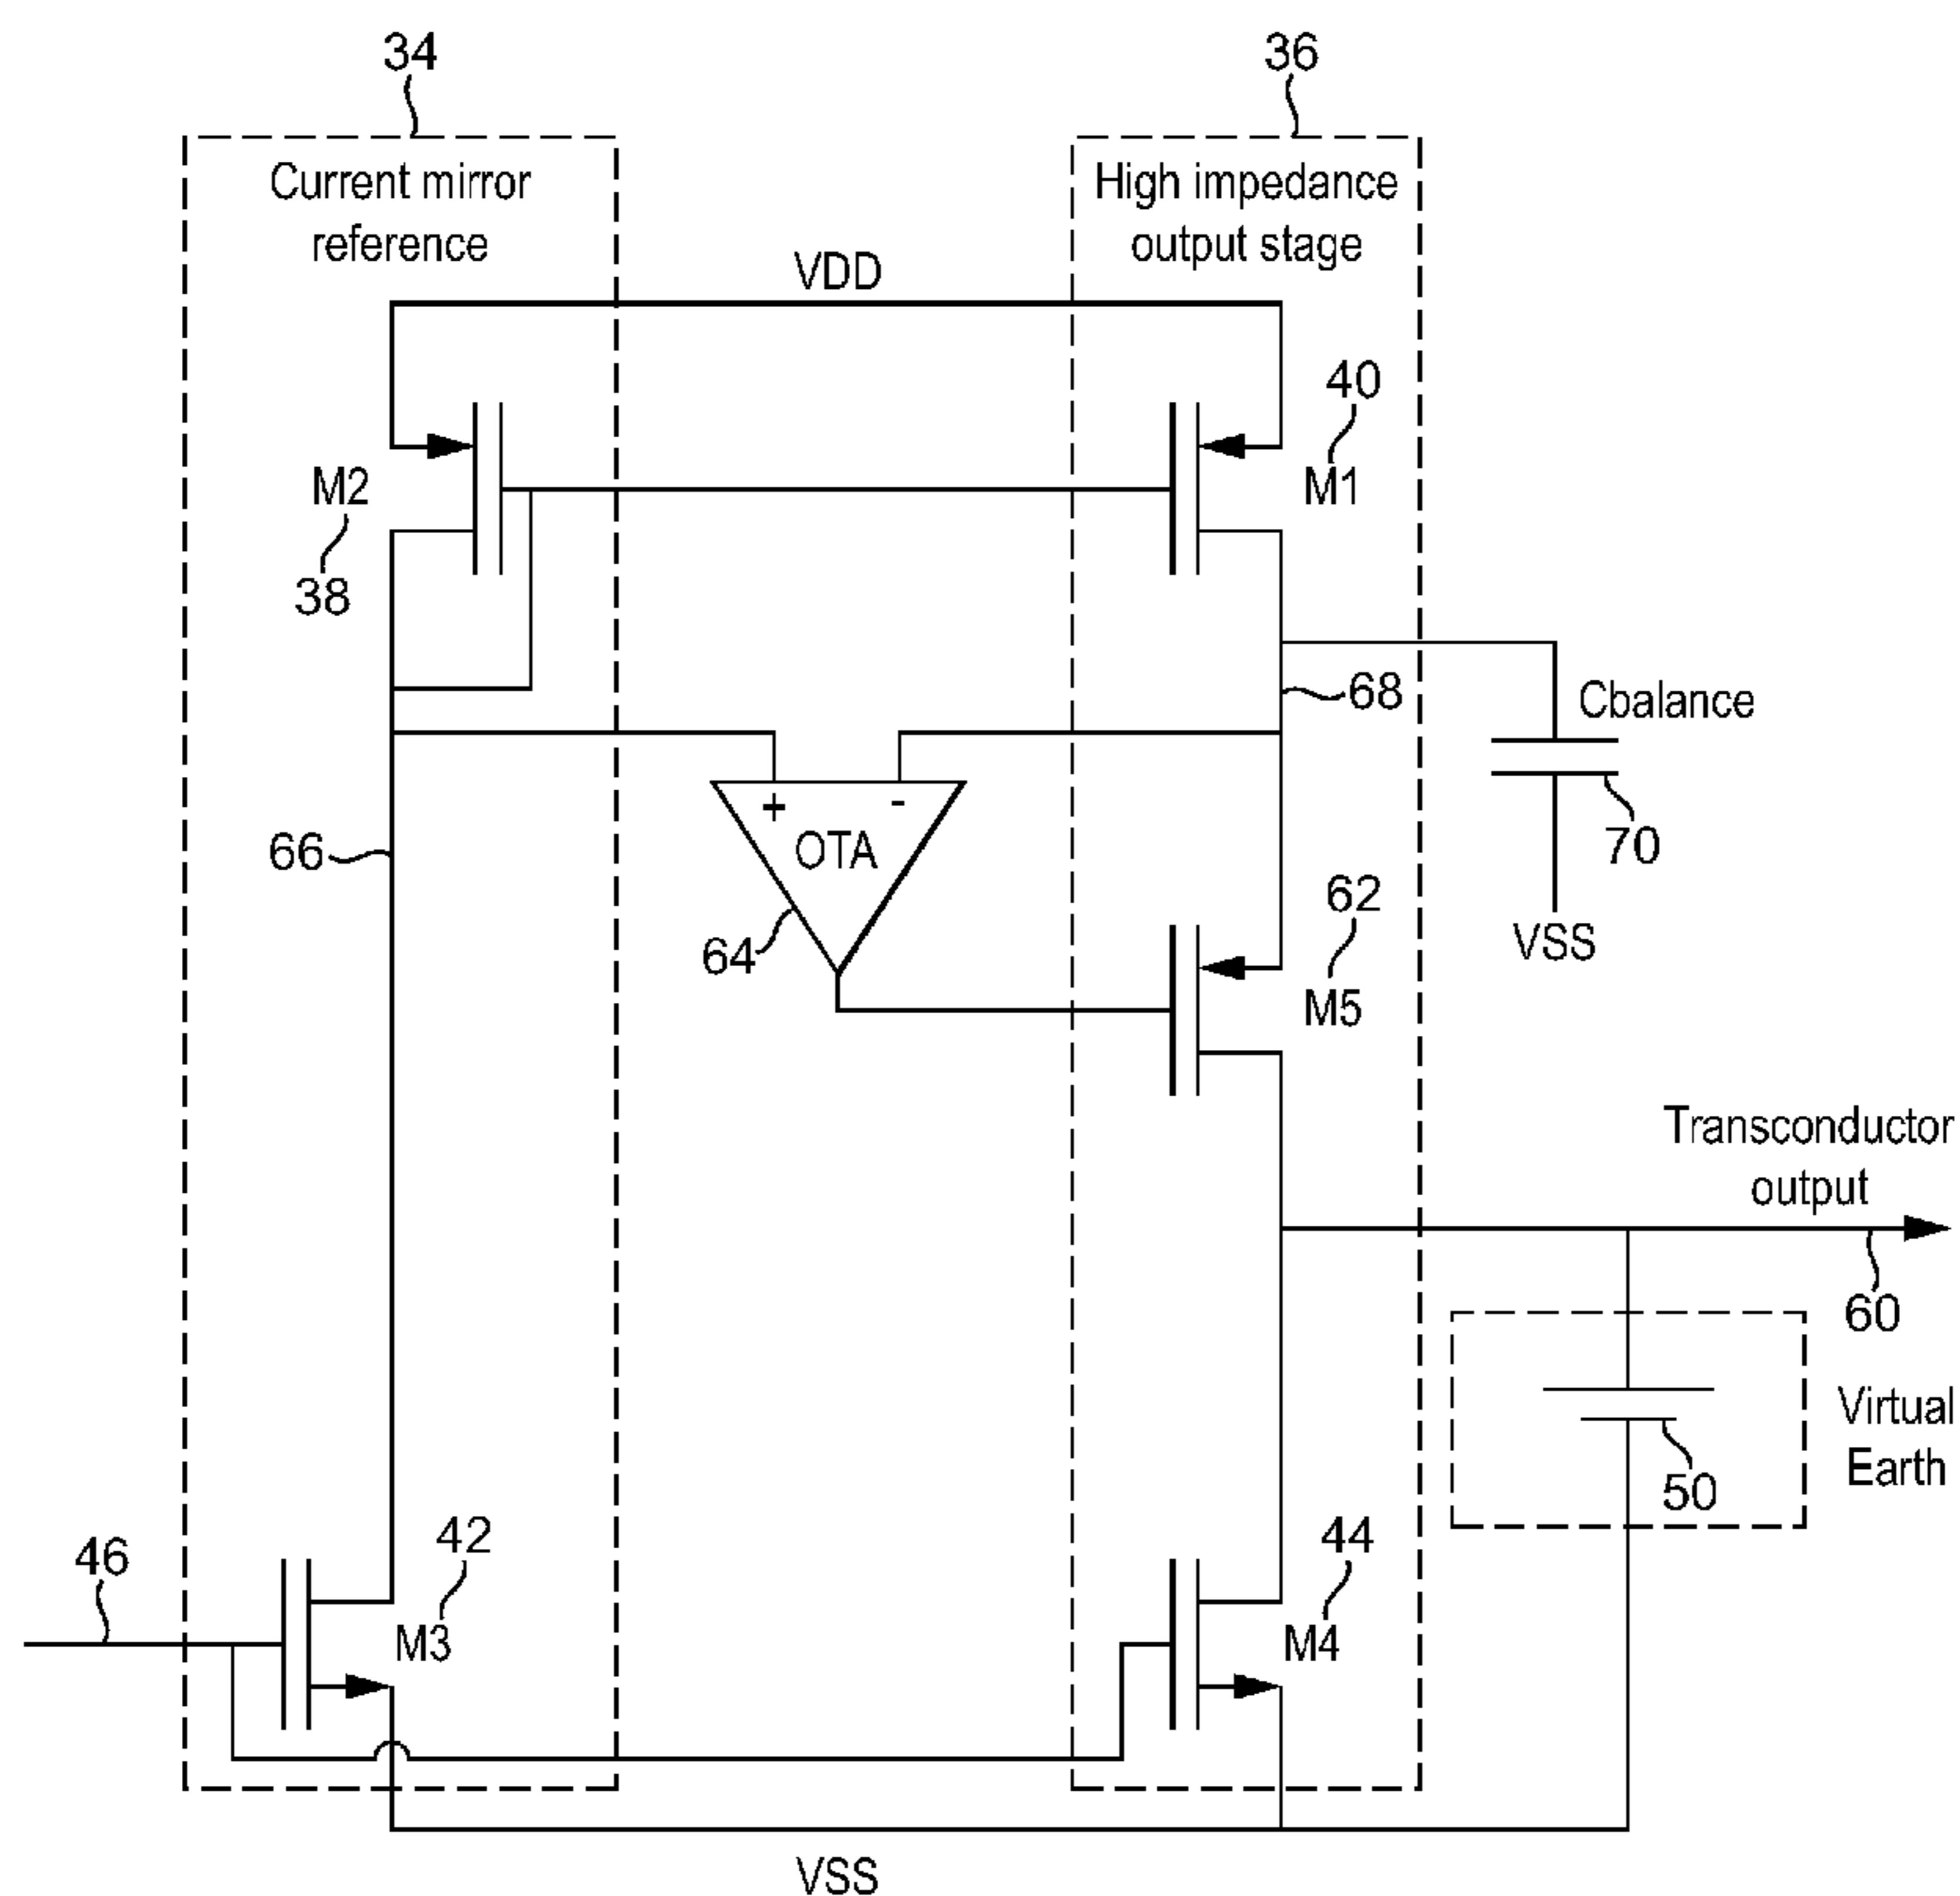 34
36
Current mirror
reference
High impedance
output stage
VDD
40
M2
M1
38
68
Cbalance
+
-
OTA
66
70
64
62
VSS
M5
Transconductor
output
60
Virtual
Earth
50
46
42
44
M3
M4
VSS